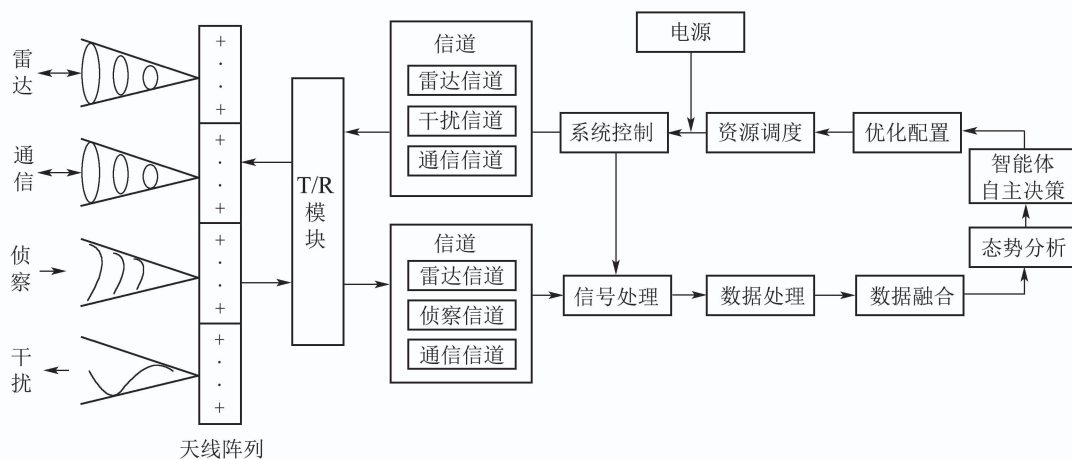 雷达
通信
侦察
干扰
+
·
·
+
+
·
·
+
+
·
·
+
+
·
·
+
天线阵列
T/R
模块
信道
雷达信道
干扰信道
通信信道
信道
雷达信道
侦察信道
通信信道
电源
系统控制
资源调度
优化配置
智能体
自主决策
态势分析
信号处理
数据处理
数据融合